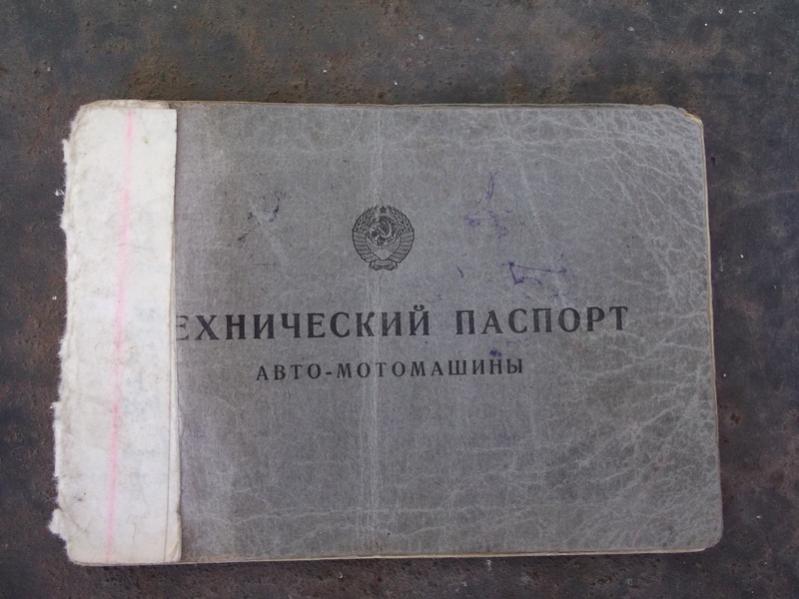 ЕХНИЧЕСКИЙ ПАСПОРТ
АВТО-МОТОМАШИНЫ